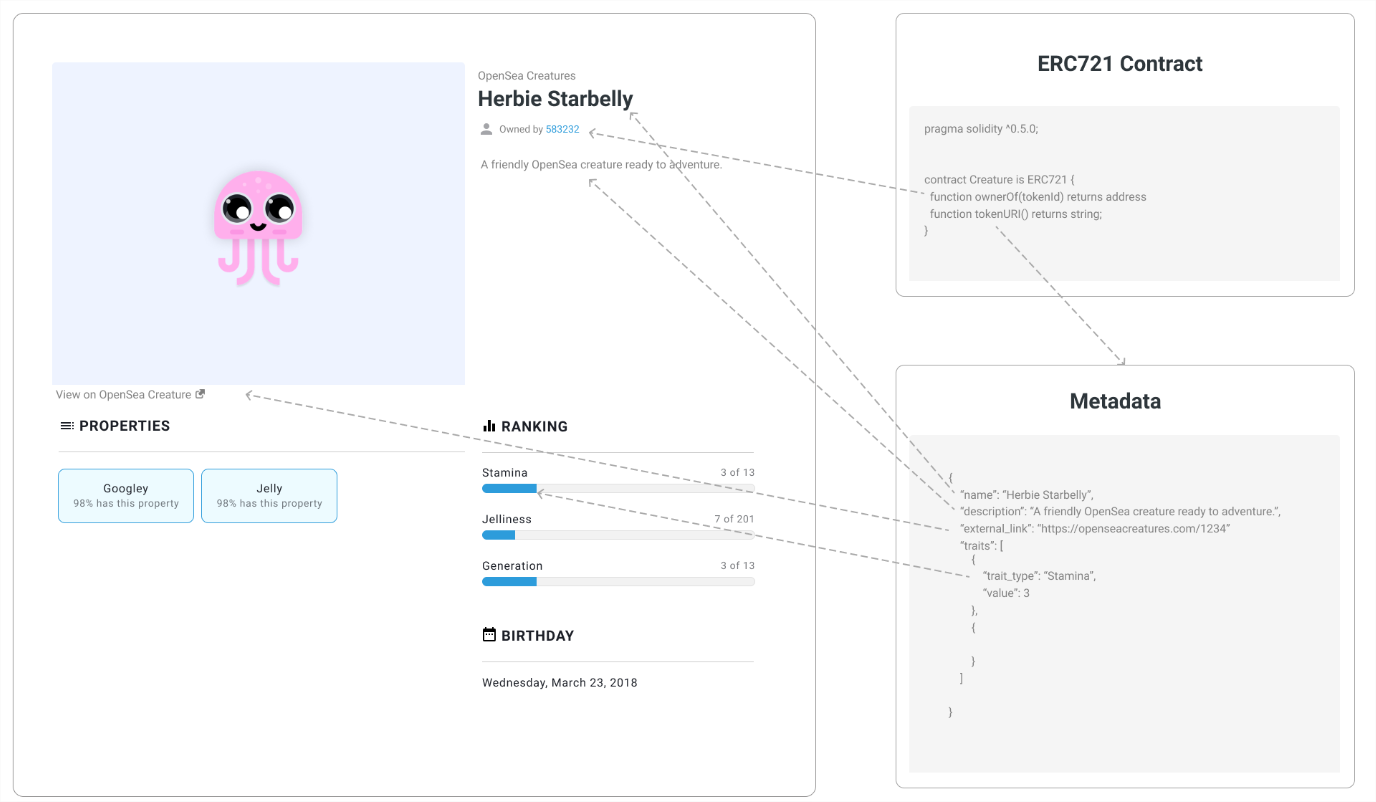 OpenSea Creatures
Herbie Starbelly
Owned by 583232
A friendly OpenSea creature ready to adventure.
View on OpenSea Creature
PROPERTIES
Googley
98% has this property
Jelly
98% has this property
RANKING
Stamina 3 of 13
Jelliness 7 of 201
Generation 3 of 13
BIRTHDAY
Wednesday, March 23, 2018
ERC721 Contract
pragma solidity ^0.5.0;
contract Creature is ERC721 {
function ownerOf(tokenId) returns address
function tokenURI() returns string;
}
Metadata
{
“name”: “Herbie Starbelly”,
“description”: “A friendly OpenSea creature ready to adventure.”,
“external_link”: “https://openseacreatures.com/1234”
“traits”: [
{
“trait_type”: “Stamina”,
“value”: 3
},
{
}
]
}